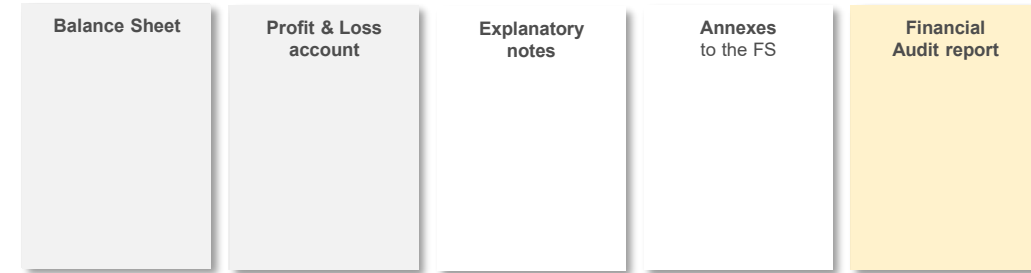 Balance Sheet
Profit & Loss
account
Explanatory
notes
Annexes
to the FS
Financial
Audit report